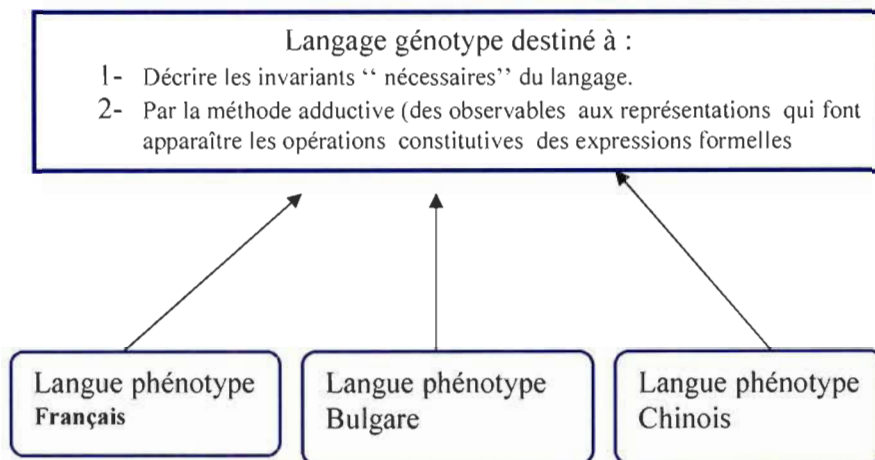 Langage génotype destiné à :
1- Décrire les invariants “ nécessaires’’ du langage.
2- Par la méthode adductive (des observables aux représentations qui font
apparaître les opérations constitutives des expressions formelles
Langue phénotype
Français
Langue phénotype
Bulgare
Langue phénotype
Chinois